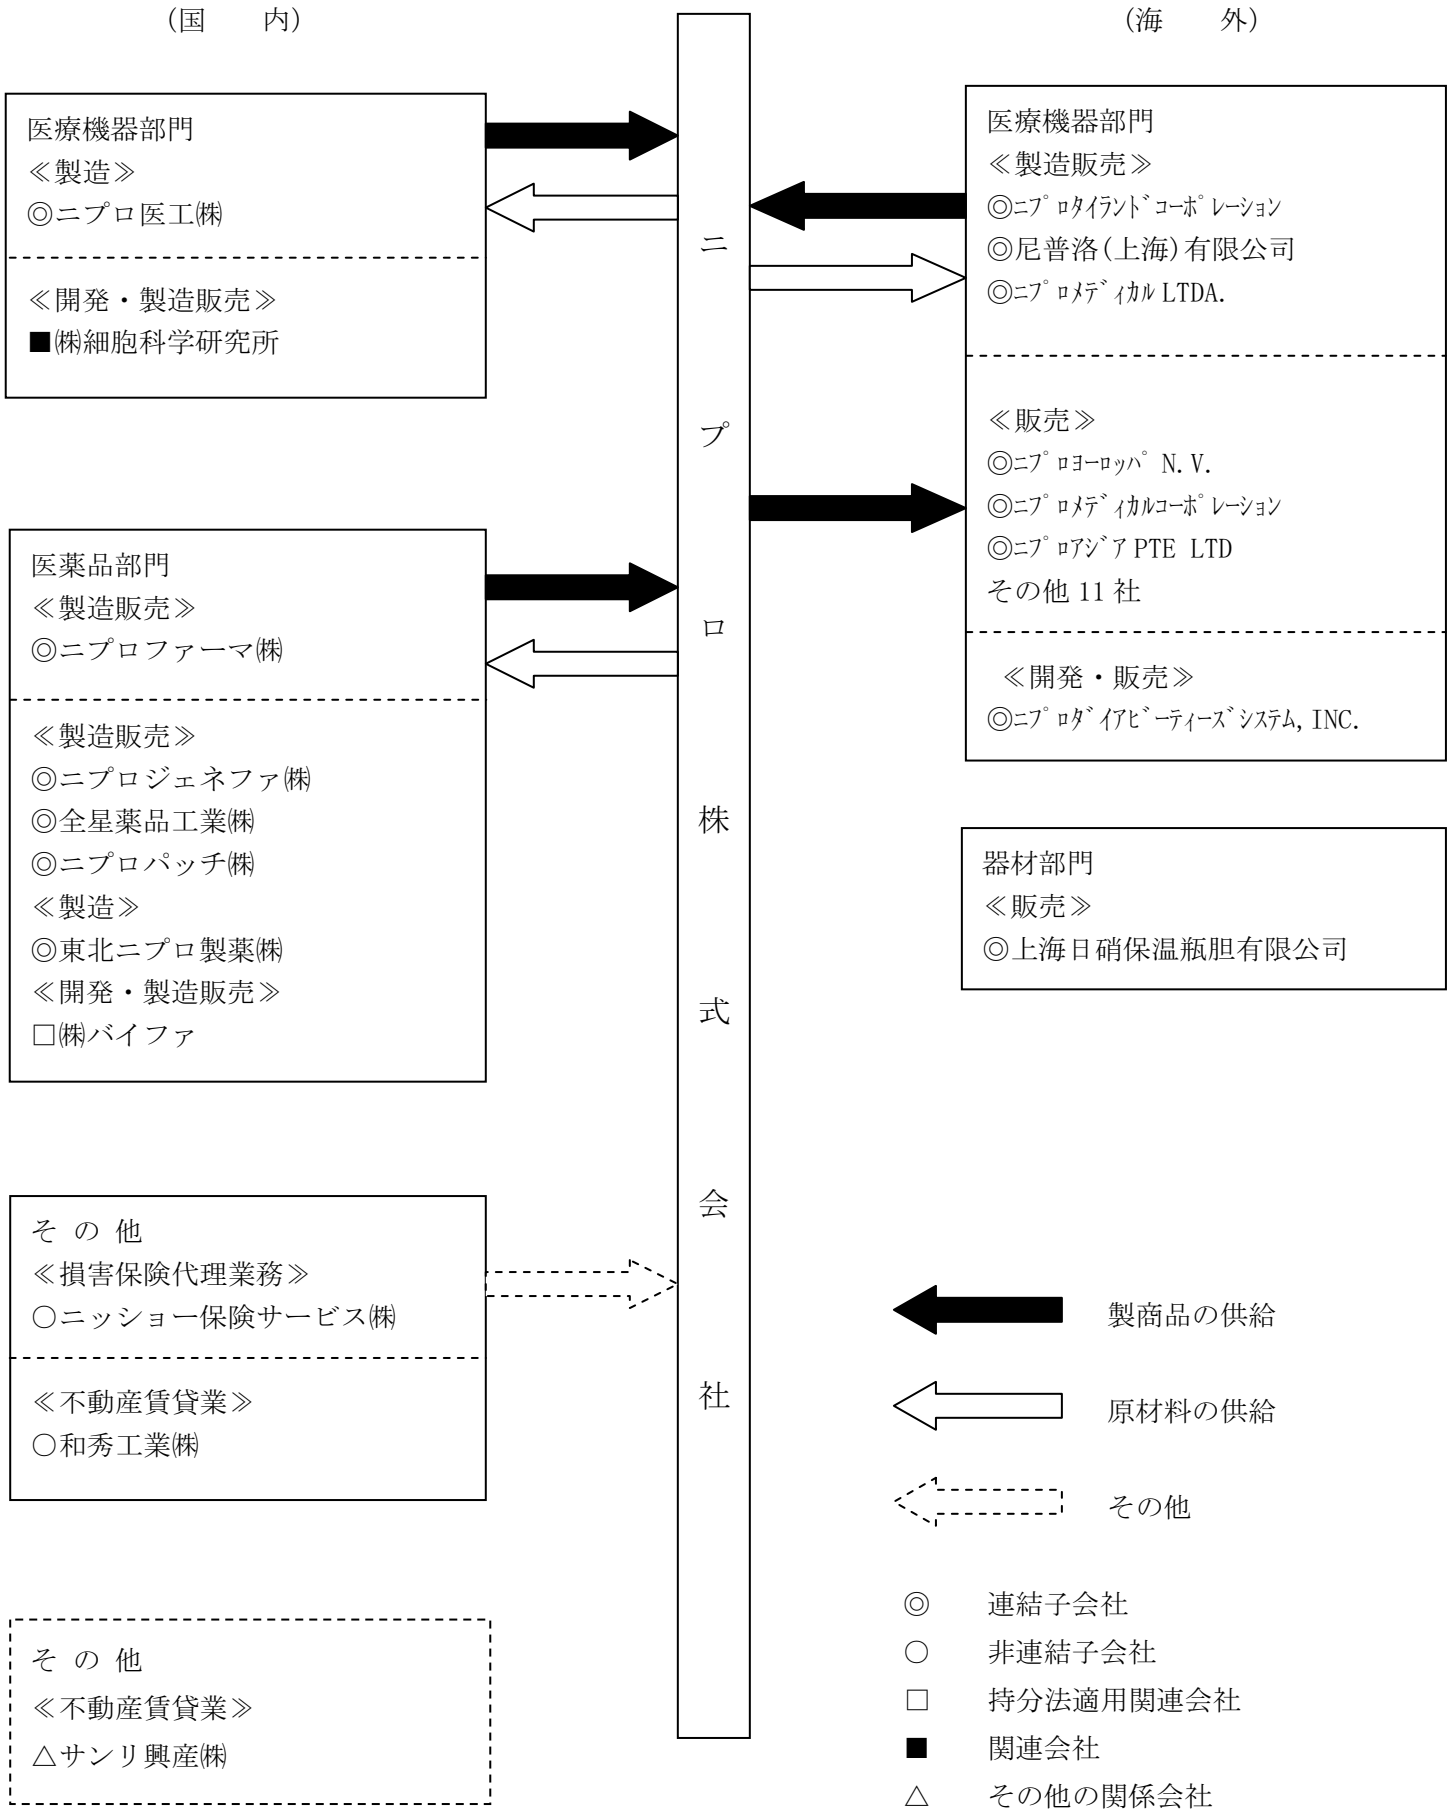 (国　　内)
医療機器部門
≪製造≫
◎ニプロ医工㈱
≪開発・製造販売≫
■㈱細胞科学研究所
医薬品部門
≪製造販売≫
◎ニプロファーマ㈱
≪製造販売≫
◎ニプロジェネファ㈱
◎全星薬品工業㈱
◎ニプロパッチ㈱
≪製造≫
◎東北ニプロ製薬㈱
≪開発・製造販売≫
□㈱バイファ
そ の 他
≪損害保険代理業務≫
○ニッショー保険サービス㈱
≪不動産賃貸業≫
○和秀工業㈱
そ の 他
≪不動産賃貸業≫
△サンリ興産㈱
ニプロ株式会社
(海　　外)
医療機器部門
≪製造販売≫
◎ﾆﾌﾟﾛﾀｲﾗﾝﾄﾞｺｰﾎﾟﾚｰｼｮﾝ
◎尼普洛(上海)有限公司
◎ﾆﾌﾟﾛﾒﾃﾞｨｶﾙ LTDA.
≪販売≫
◎ﾆﾌﾟﾛﾖｰﾛｯﾊﾟ N.V.
◎ﾆﾌﾟﾛﾒﾃﾞｨｶﾙｺｰﾎﾟﾚｰｼｮﾝ
◎ﾆﾌﾟﾛｱｼﾞｱ PTE LTD
その他 11 社
≪開発・販売≫
◎ﾆﾌﾟﾛﾀﾞｲｱﾋﾞｰﾃｨｰｽﾞｼｽﾃﾑ,INC.
器材部門
≪販売≫
◎上海日硝保温瓶胆有限公司
製商品の供給
原材料の供給
その他
◎　連結子会社
○　非連結子会社
□　持分法適用関連会社
■　関連会社
△　その他の関係会社